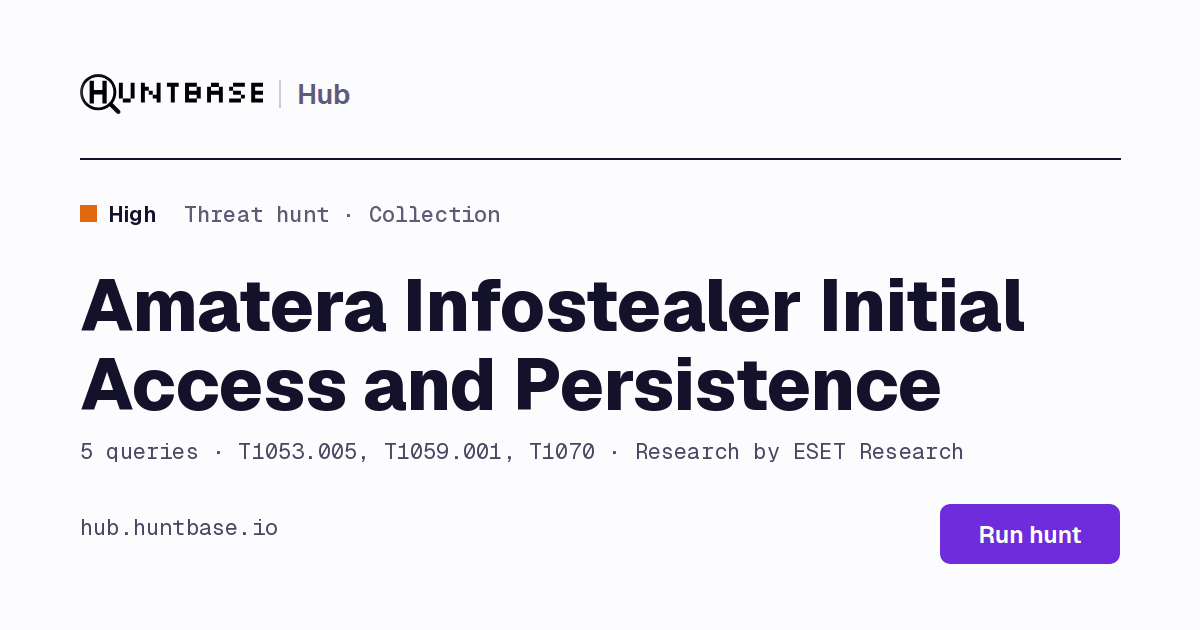 HUNTBASE | Hub
High Threat hunt · Collection
Amatera Infostealer Initial
Access and Persistence
5 queries · T1053.005, T1059.001, T1070 · Research by ESET Research
hub.huntbase.io
Run hunt